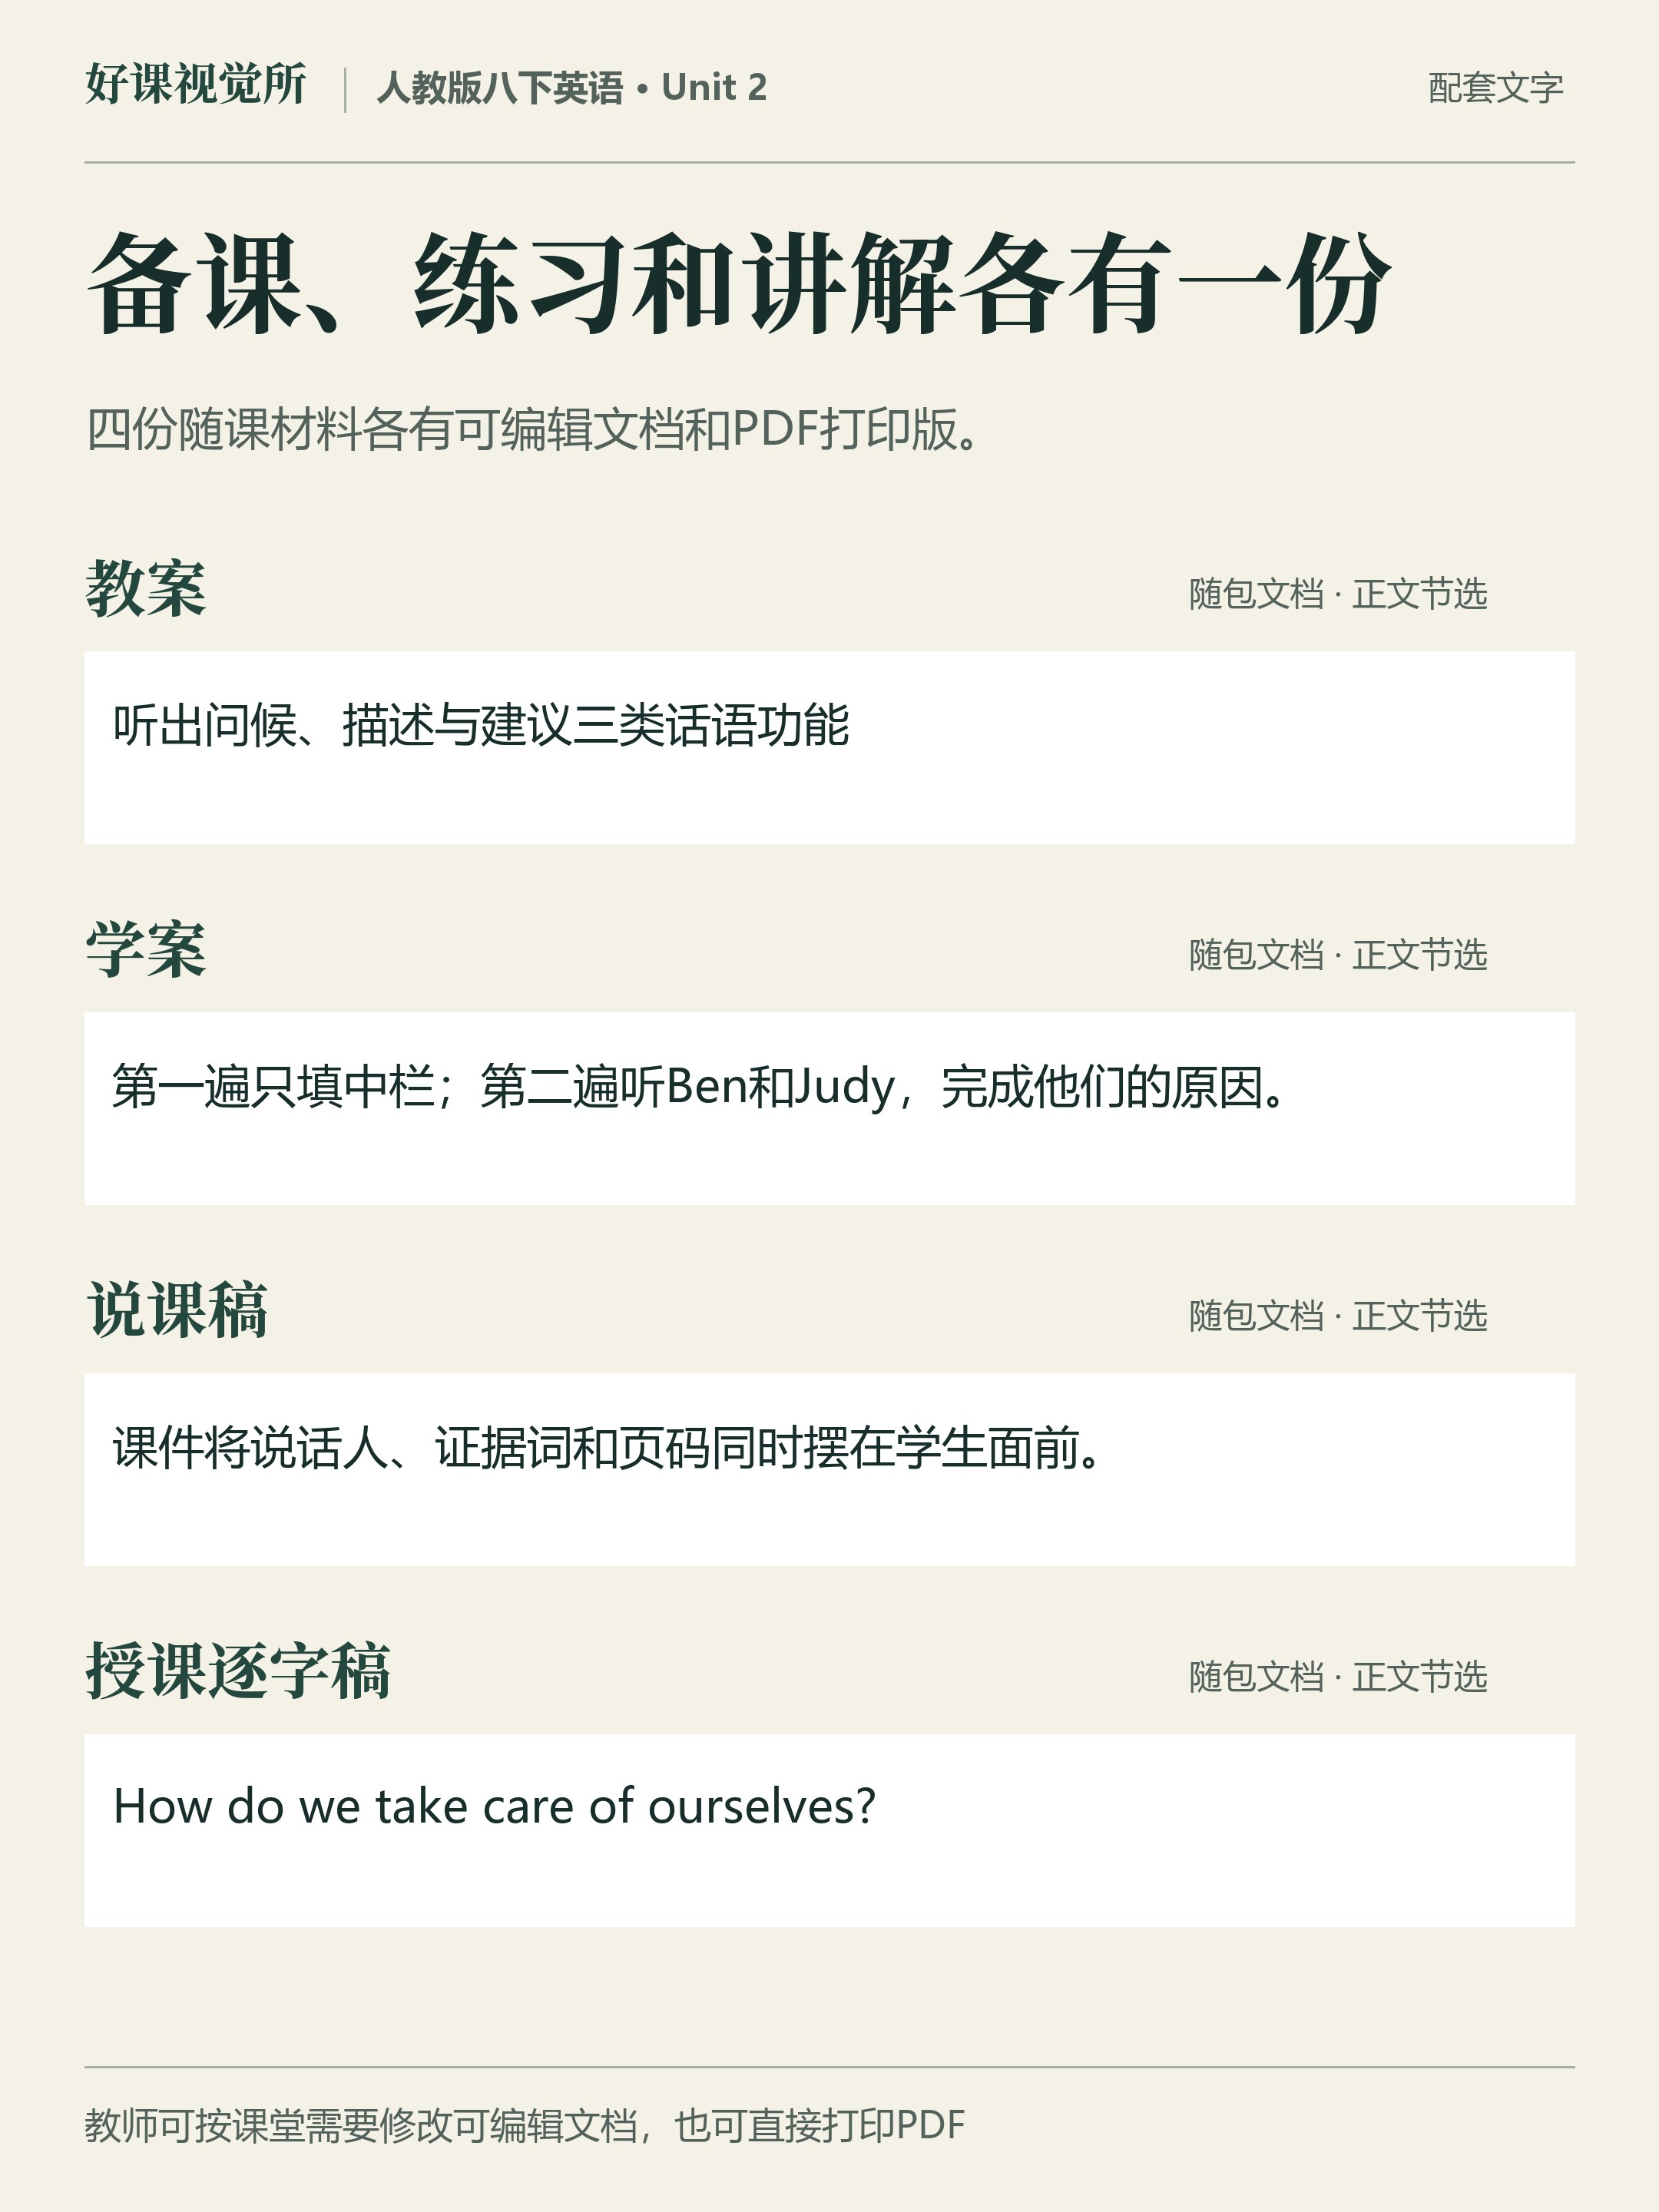 好课视觉所 | 人教版八下英语 • Unit 2 配套文字
备课、练习和讲解各有一份
四份随课材料各有可编辑文档和PDF打印版。
教案 随包文档 · 正文节选
听出问候、描述与建议三类话语功能
学案 随包文档 · 正文节选
第一遍只填中栏；第二遍听Ben和Judy，完成他们的原因。
说课稿 随包文档 · 正文节选
课件将说话人、证据词和页码同时摆在学生面前。
授课逐字稿 随包文档 · 正文节选
How do we take care of ourselves?
教师可按课堂需要修改可编辑文档，也可直接打印PDF